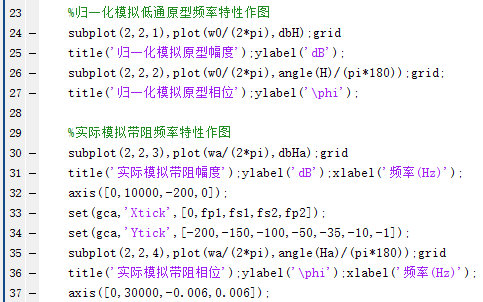 23 %归一化模拟低通原型频率特性作图
24 - subplot(2,2,1),plot(w0/(2*pi),dbH);grid
25 - title('归一化模拟原型幅度');ylabel('dB');
26 - subplot(2,2,2),plot(w0/(2*pi),angle(H)/(pi*180));grid;
27 - title('归一化模拟原型相位');ylabel('\phi');
28
29 %实际模拟带阻频率特性作图
30 - subplot(2,2,3),plot(wa/(2*pi),dbHa);grid
31 - title('实际模拟带阻幅度');ylabel('dB');xlabel('频率(Hz)');
32 - axis([0,10000,-200,0]);
33 - set(gca,'Xtick',[0,fp1,fs1,fs2,fp2]);
34 - set(gca,'Ytick',[-200,-150,-100,-50,-35,-10,-1]);
35 - subplot(2,2,4),plot(wa/(2*pi),angle(Ha)/(pi*180));grid
36 - title('实际模拟带阻相位');ylabel('\phi');xlabel('频率(Hz)');
37 - axis([0,30000,-0.006,0.006]);